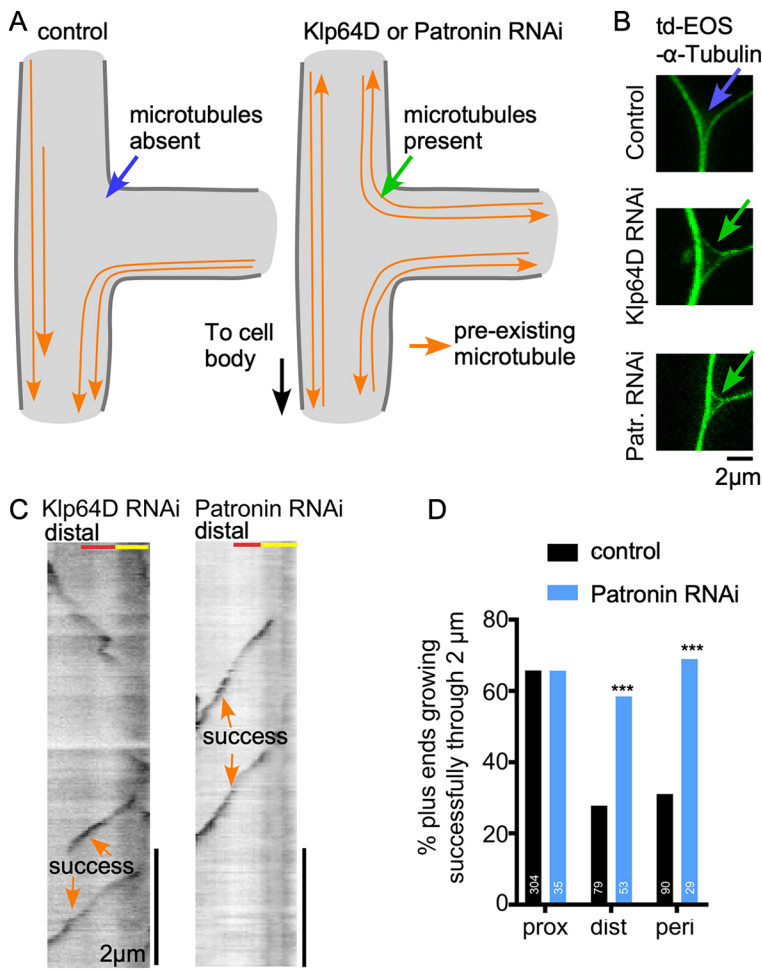 A
control
Klp64D or Patronin RNAi
microtubules
absent
microtubules
present
To cell
body
pre-existing
microtubule
B
td-EOS
-α-Tubulin
Control
Klp64D RNAi
Patr. RNAi
2μm
C
Klp64D RNAi
distal
Patronin RNAi
distal
success
success
2μm
D
control
Patronin RNAi
% plus ends growing
successfully through 2 μm
80
60
40
20
0
***
***
304
35
79
53
90
29
prox
dist
peri